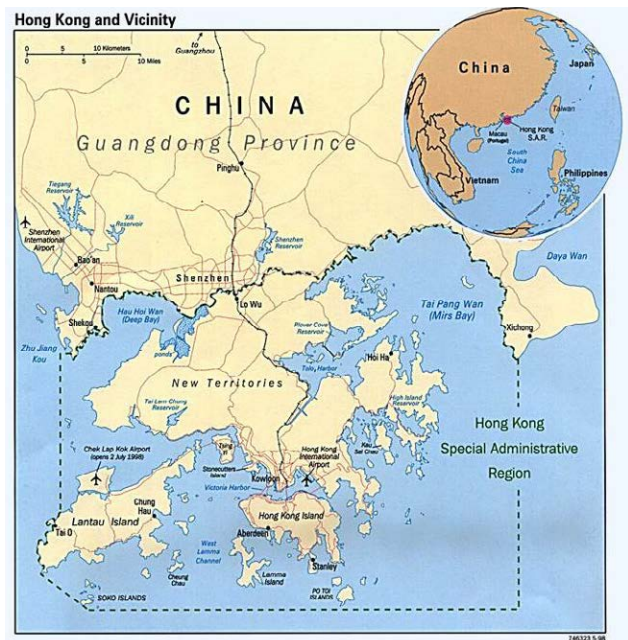 Hong Kong and Vicinity
0 5 10 Kilometers
0 5 10 Miles
to
Guangzhou
CHINA
Guangdong Province
Pinghu
China
Japan
Taiwan
Macau
(Portugal)
Hong Kong
S.A.R.
South
China
Sea
Vietnam
Philippines
Tiegang
Reservoir
Xili
Reservoir
Shenzhen
International
Airport
Bao'an
Nantou
Shekou
Shenzhen
Shenzhen
Reservoir
Lo Wu
Daya Wan
Tai Pang Wan
(Mirs Bay)
Xichong
Hau Hoi Wan
(Deep Bay)
Zhu Jiang
Kou
ponds
Plover Cove
Reservoir
Tolo Harbor
Hoi Ha
New Territories
Tai Lam Chung
Reservoir
High Island
Reservoir
Hong Kong
Special Administrative
Region
Chek Lap Kok Airport
(opens 2 July 1998)
Tsing
Yi
Stonecutters
Island
Hong Kong
International
Airport
Kau
Sai Chau
Kowloon
Victoria Harbor
Chung
Hau
Lantau Island
Tai O
Hong Kong Island
Aberdeen
West
Lamma
Channel
Stanley
Cheung
Chau
Lamma
Island
PO TOI
ISLANDS
SOKO ISLANDS
746323 5-98